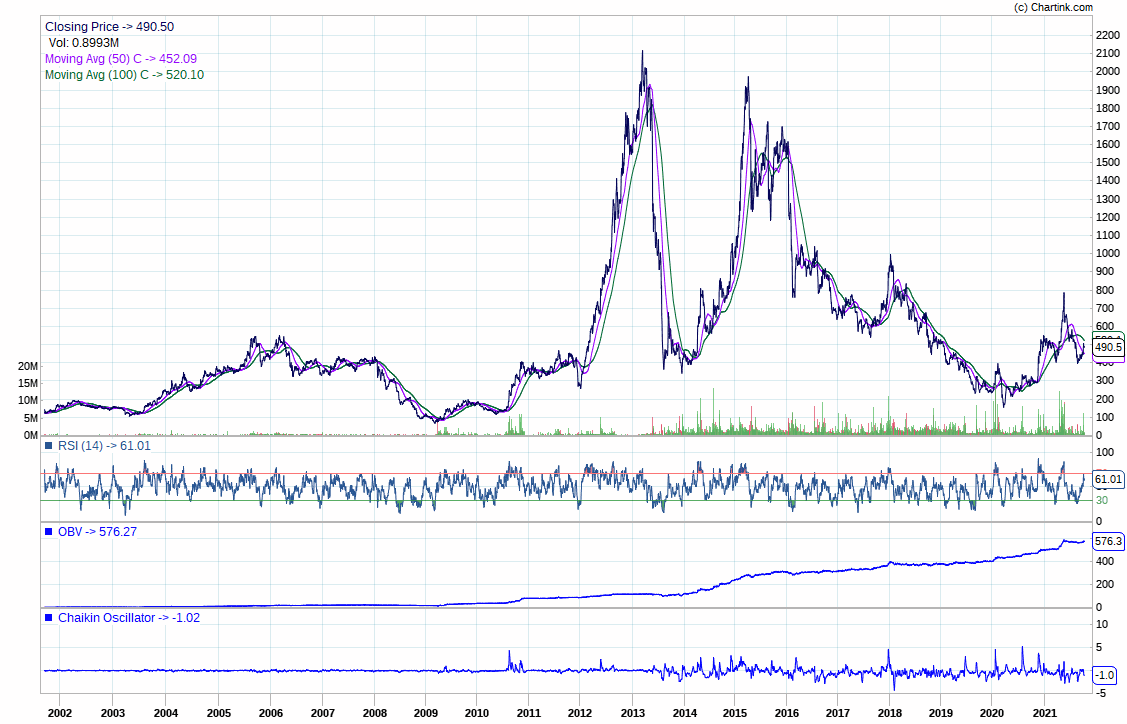 (c) Chartink.com
Closing Price -> 490.50
Vol: 0.8993M
Moving Avg (50) C -> 452.09
Moving Avg (100) C -> 520.10
2200
2100
2000
1900
1800
1700
1600
1500
1400
1300
1200
1100
1000
900
800
700
600
490.5
300
200
100
0
20M
15M
10M
5M
0M
RSI (14) -> 61.01
100
61.01
30
0
OBV -> 576.27
576.3
400
200
0
Chaikin Oscillator -> -1.02
10
5
-1.0
-5
2002 2003 2004 2005 2006 2007 2008 2009 2010 2011 2012 2013 2014 2015 2016 2017 2018 2019 2020 2021